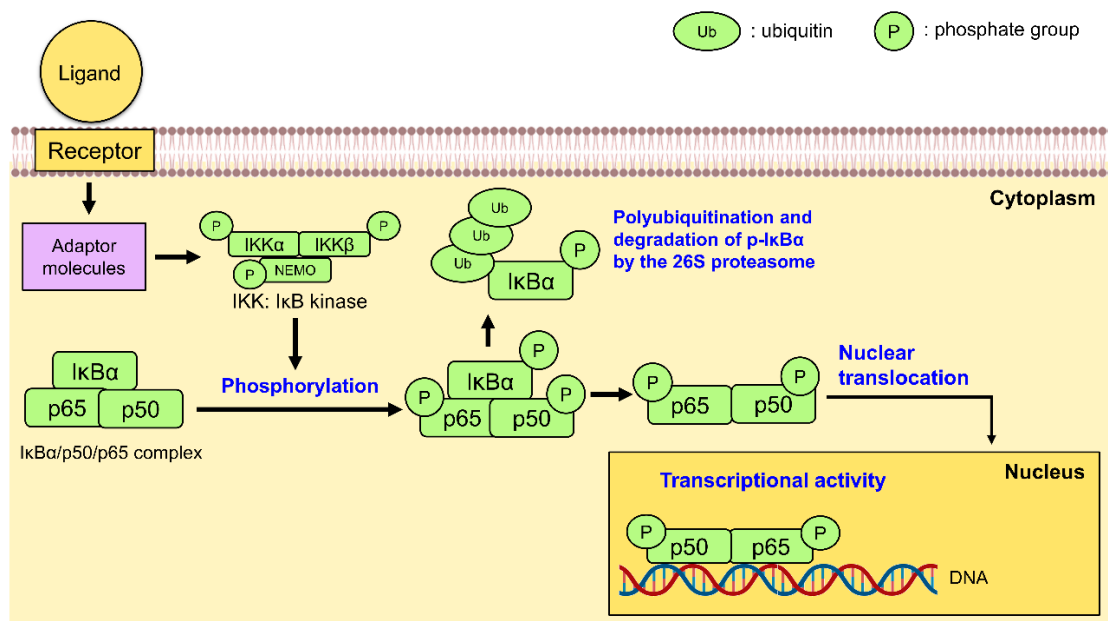 Ub : ubiquitin
P : phosphate group
Ligand
Receptor
Cytoplasm
Adaptor
molecules
P
P
IKKα
IKKβ
P
NEMO
IKK: IκB kinase
Ub
Ub
Ub
P
IκBα
Polyubiquitination and
degradation of p-IκBα
by the 26S proteasome
IκBα
p65
p50
IκBα/p50/p65 complex
Phosphorylation
P
IκBα
P
P
p65
p50
P
P
p65
p50
Nuclear
translocation
Nucleus
Transcriptional activity
P
P
p50
p65
DNA